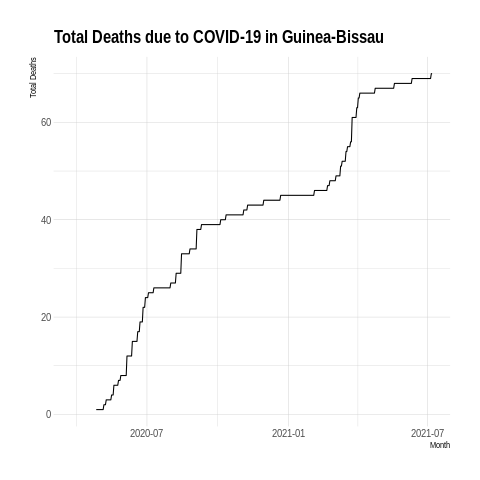 Total Deaths due to COVID-19 in Guinea-Bissau
Total Deaths
60
40
20
0
2020-07 2021-01 2021-07
Month